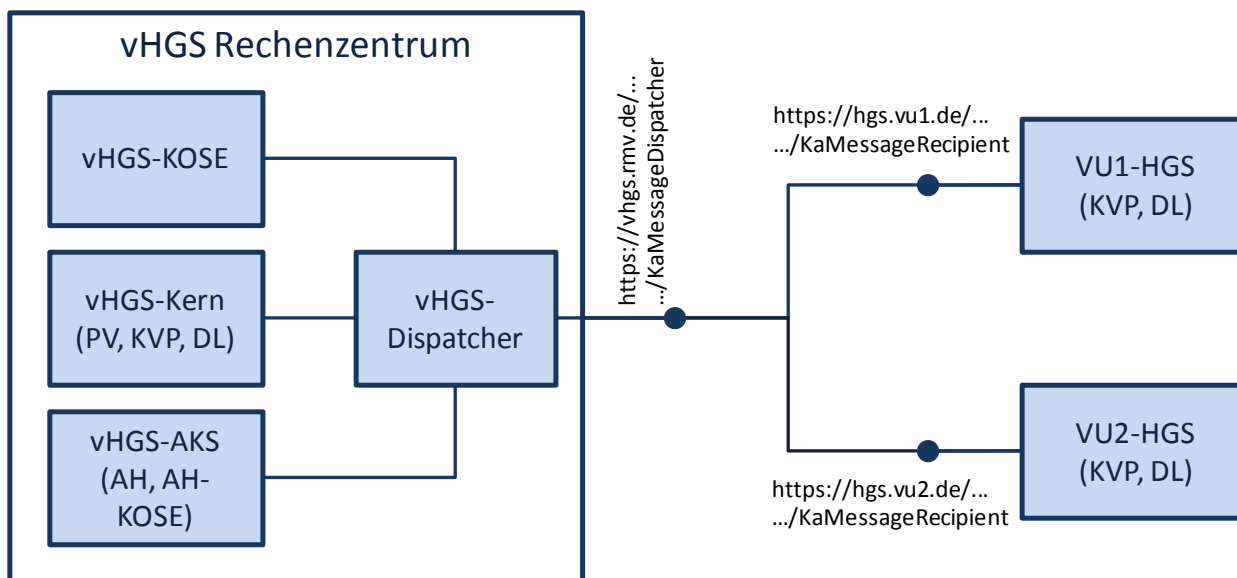 vHGS Rechenzentrum
vHGS-KOSE
vHGS-Kern
(PV, KVP, DL)
vHGS-AKS
(AH, AH-
KOSE)
vHGS-
Dispatcher
https://vhgs.rmv.de/...
.../KaMessageDispatcher
https://hgs.vu1.de/...
.../KaMessageRecipient
VU1-HGS
(KVP, DL)
VU2-HGS
(KVP, DL)
https://hgs.vu2.de/...
.../KaMessageRecipient